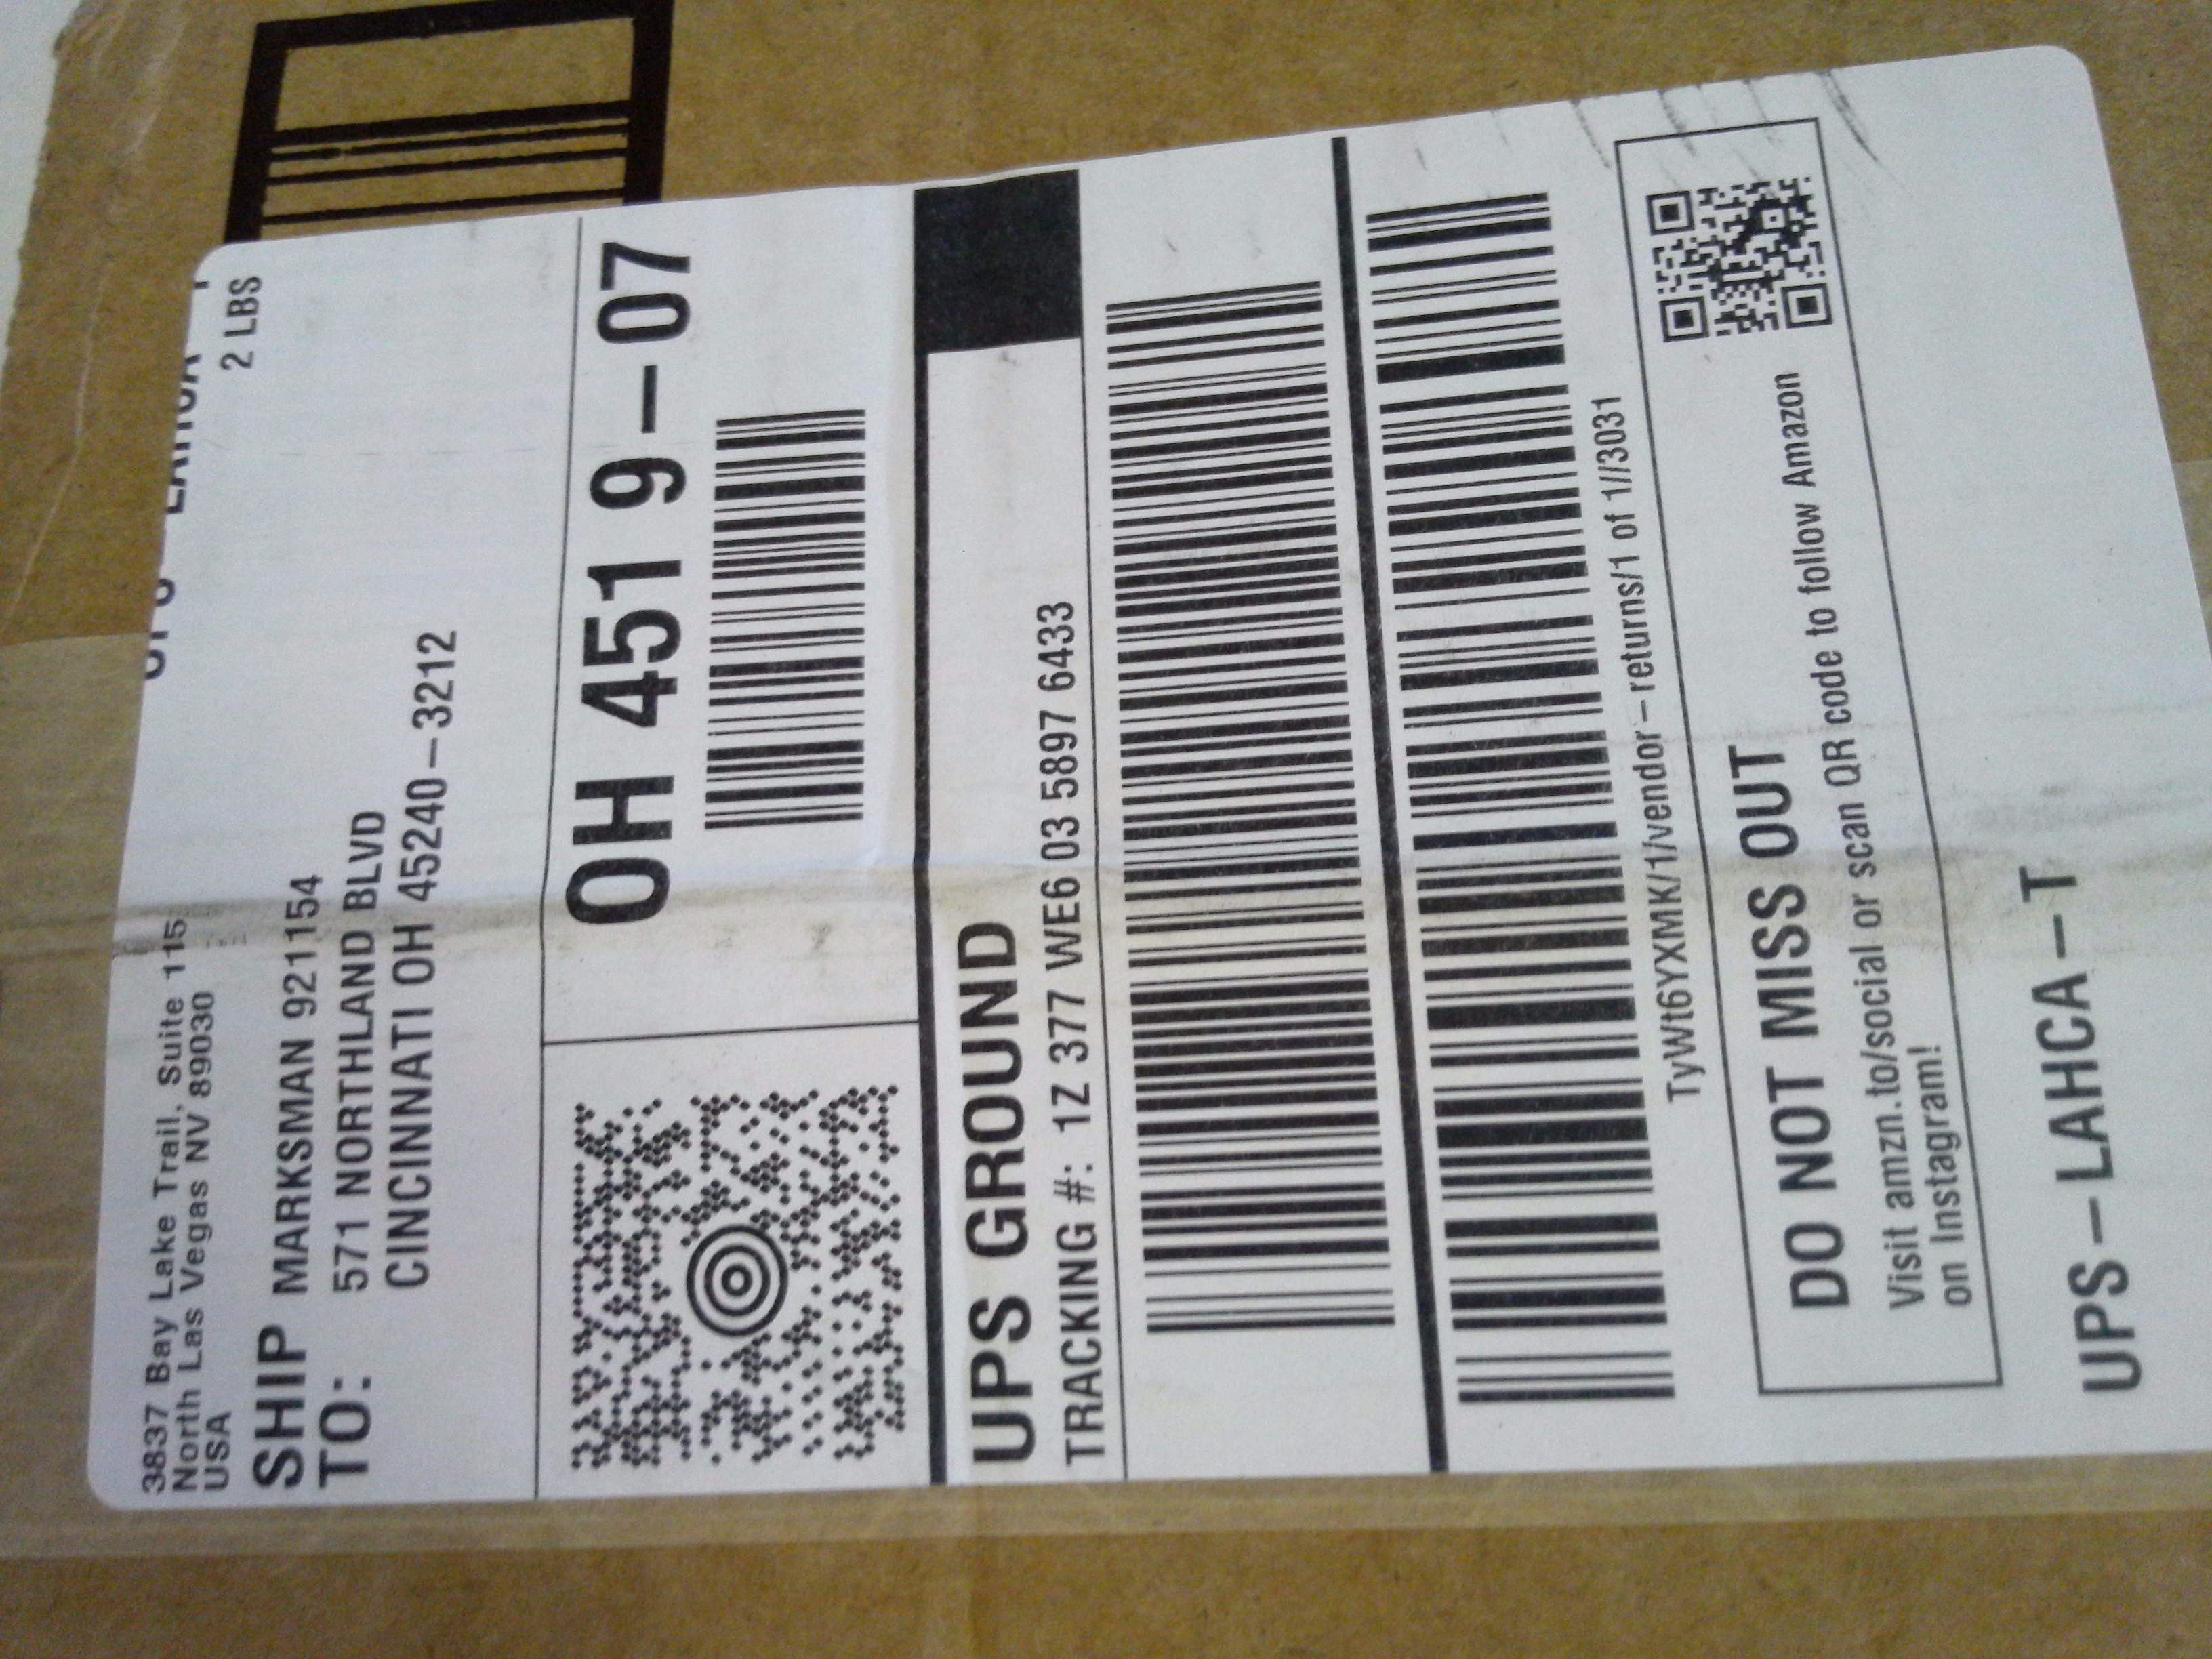 3837 Bay Lake Trail, Suite 115
North Las Vegas NV 89030
USA
2 LBS
SHIP
TO:
MARKSMAN 921154
571 NORTHLAND BLVD
CINCINNATI OH 45240-3212
OH 451 9-07
UPS GROUND
TRACKING #: 1Z 377 WE6 03 5897 6433
TyWt6YXMK/1/vendor-returns/1 of 1//3031
DO NOT MISS OUT
Visit amzn.to/social or scan QR code to follow Amazon
on Instagram!
UPS-LAHCA-T